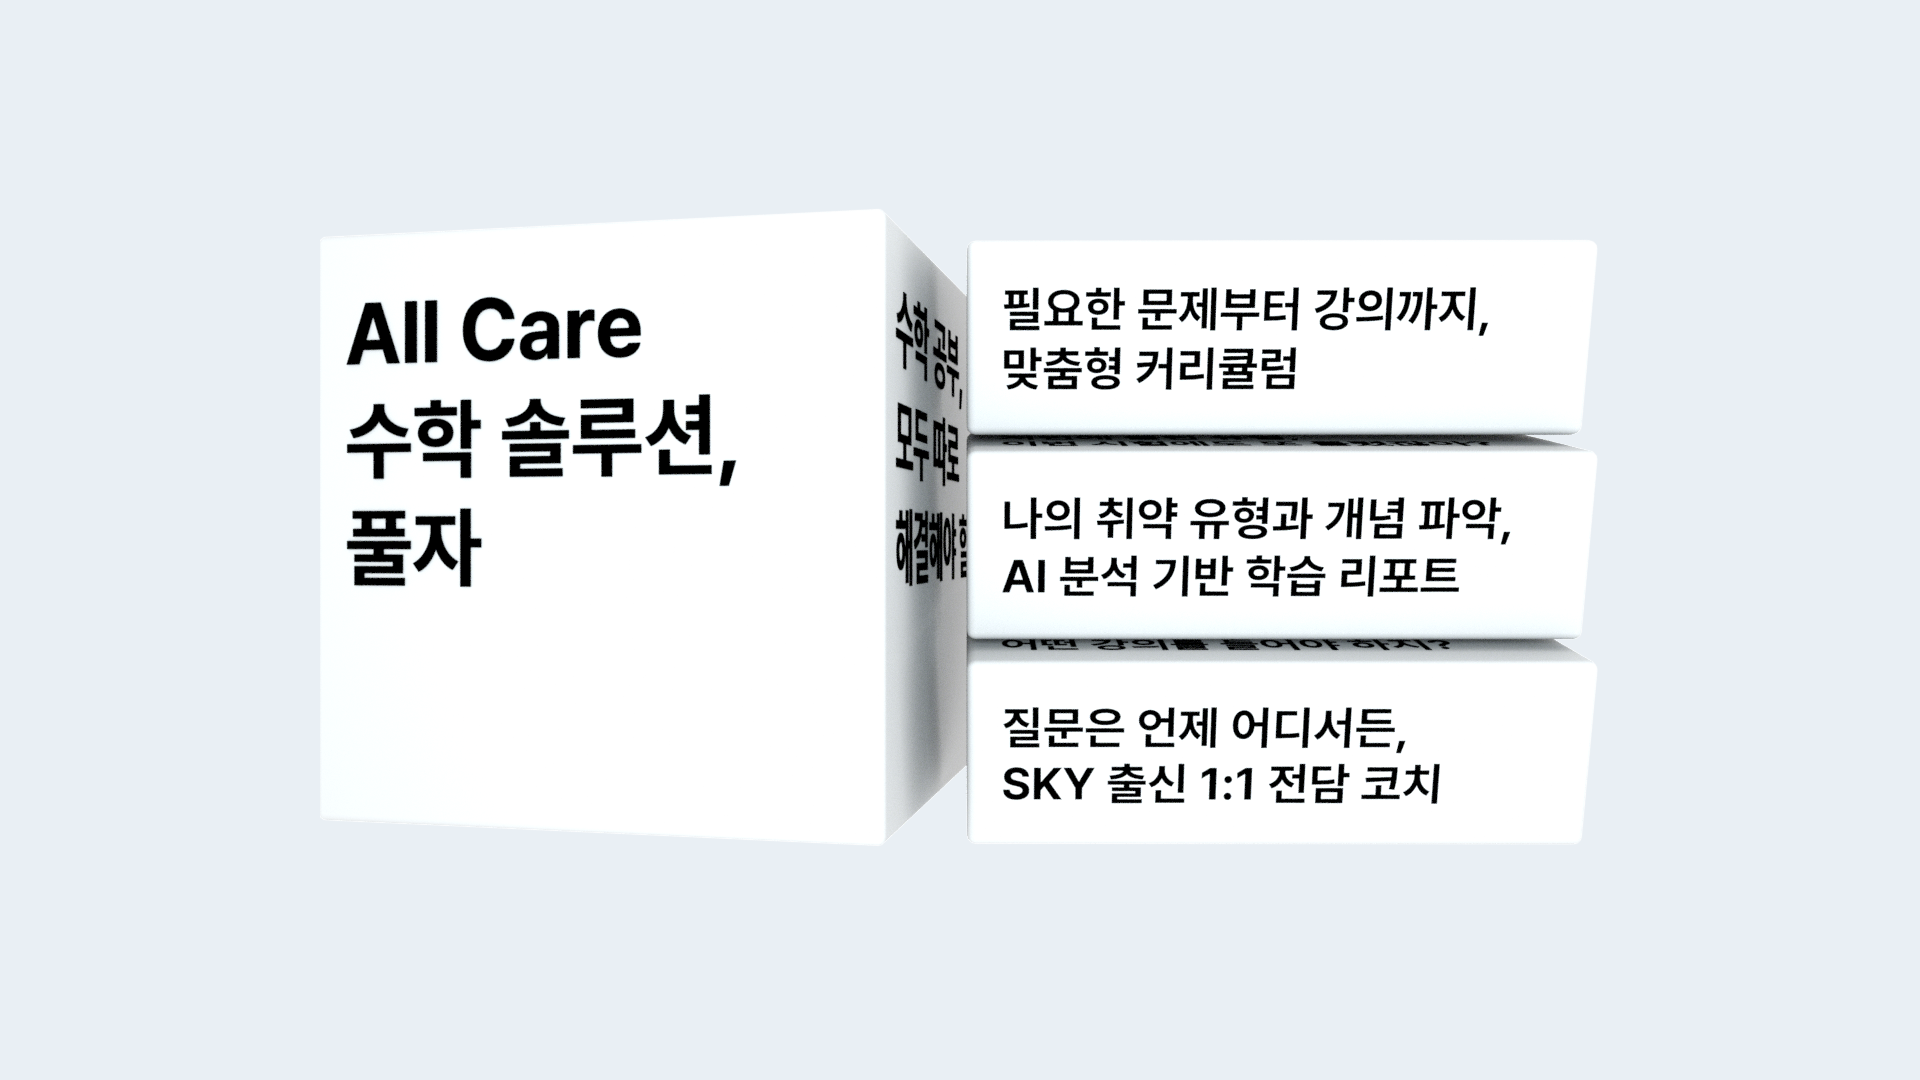 All Care
수학 솔루션,
풀자
수학 공부,
모두 따로
해결해야
필요한 문제부터 강의까지,
맞춤형 커리큘럼
나의 취약 유형과 개념 파악,
AI 분석 기반 학습 리포트
어떤 강의를 들어야 하지?
질문은 언제 어디서든,
SKY 출신 1:1 전담 코치